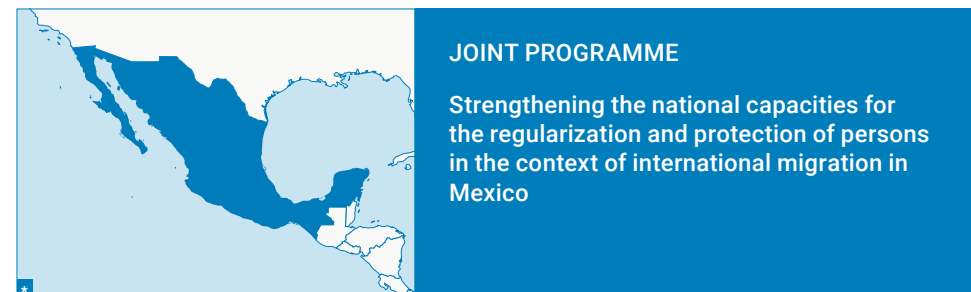 JOINT PROGRAMME
Strengthening the national capacities for
the regularization and protection of persons
in the context of international migration in
Mexico
*